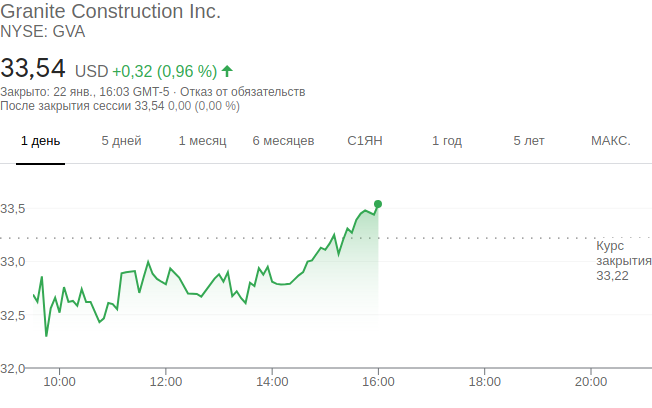 Granite Construction Inc.
NYSE: GVA
33,54 USD +0,32 (0,96 %)
Закрыто: 22 янв., 16:03 GMT-5 · Отказ от обязательств
После закрытия сессии 33,54 0,00 (0,00 %)
1 день 5 дней 1 месяц 6 месяцев С1ЯН 1 год 5 лет МАКС.
33,5
Курс
закрытия
33,22
33,0
32,5
32,0
10:00 12:00 14:00 16:00 18:00 20:00